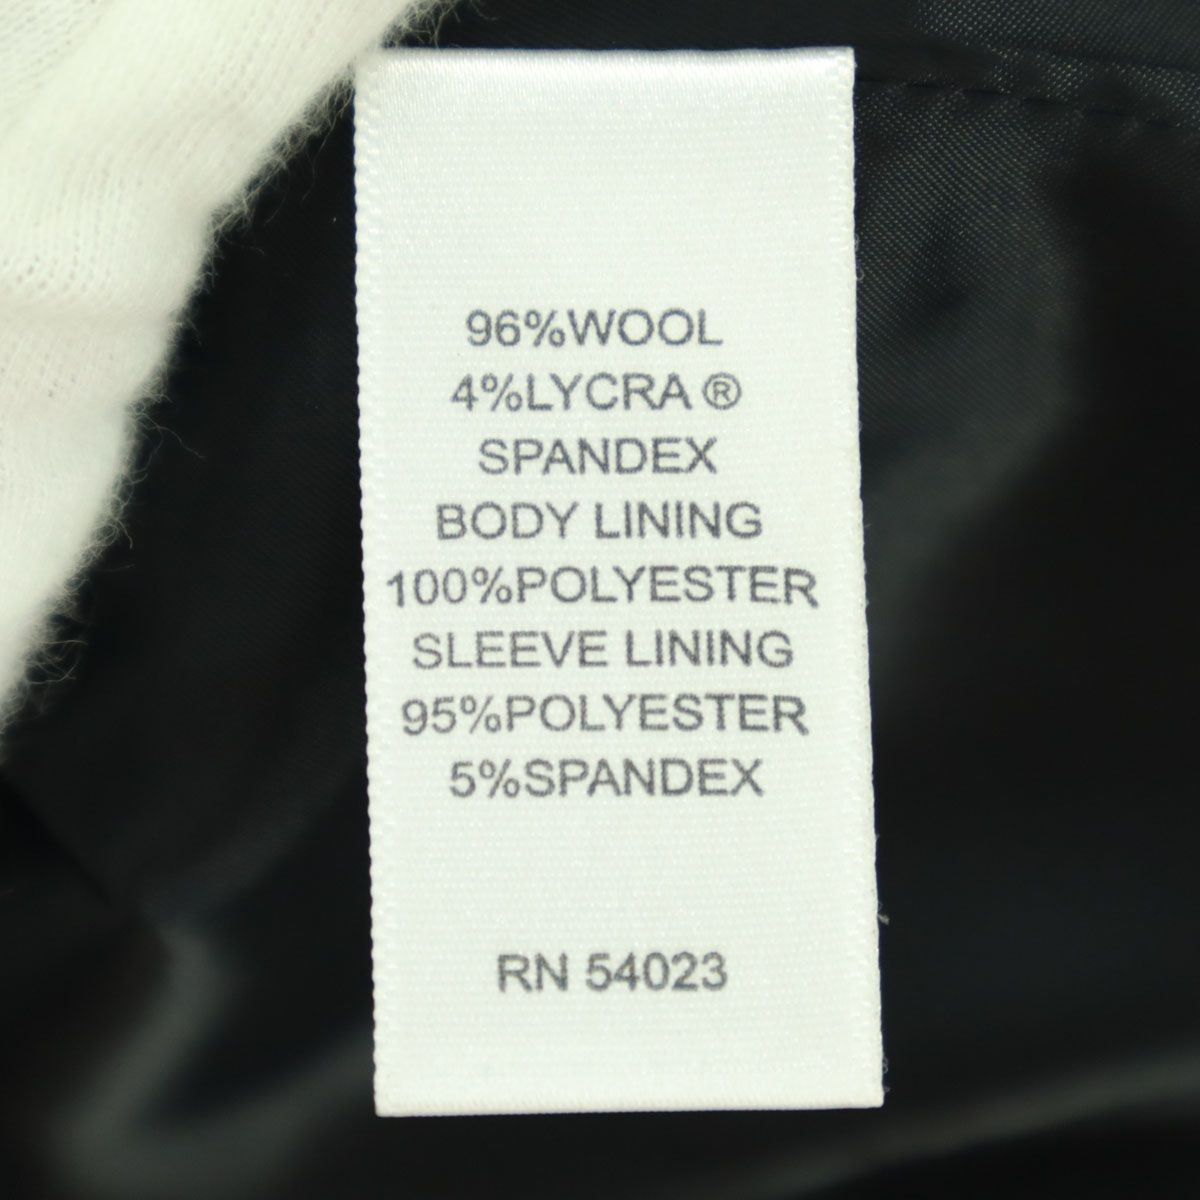 96%WOOL
4%LYCRA ®
SPANDEX
BODY LINING
100%POLYESTER
SLEEVE LINING
95%POLYESTER
5%SPANDEX
RN 54023